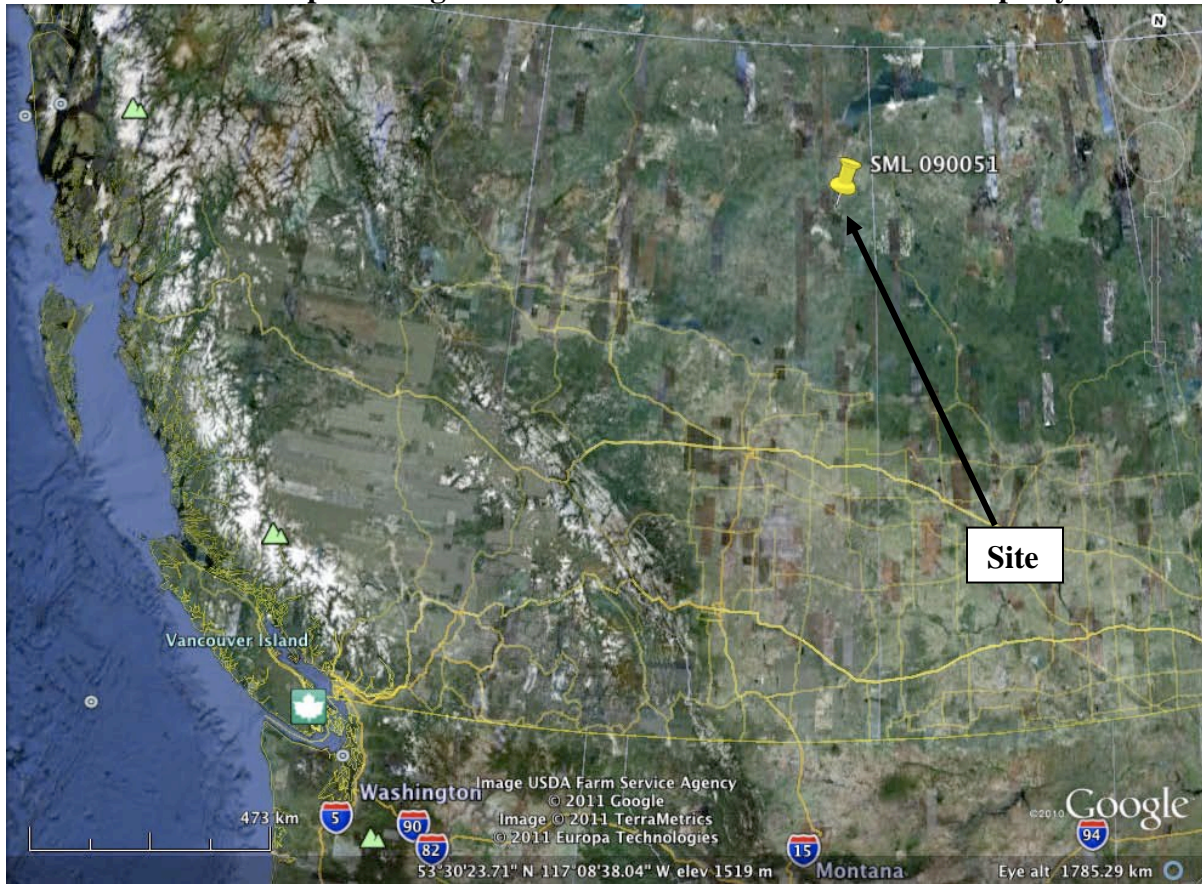 N
SML 090051
Site
Vancouver Island
Image USDA Farm Service Agency
Washington
© 2011 Google
473 km
5
90
Image © 2011 TerraMetrics
©2010 Google
82
© 2011 Europa Technologies
15
94
Montana
53°30'23.71" N 117°08'38.04" W elev 1519 m
Eye alt 1785.29 km